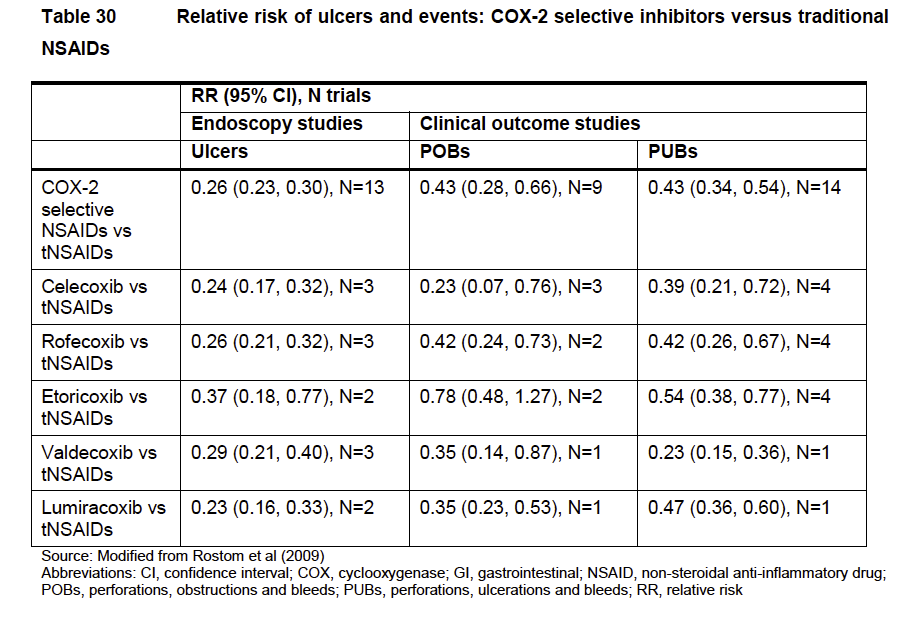 Table 30 Relative risk of ulcers and events: COX-2 selective inhibitors versus traditional
NSAIDs
RR (95% CI), N trials
Endoscopy studies Clinical outcome studies
Ulcers POBs PUBs
COX-2 0.26 (0.23, 0.30), N=13 0.43 (0.28, 0.66), N=9 0.43 (0.34, 0.54), N=14
selective
NSAIDs vs
tNSAIDs
Celecoxib vs 0.24 (0.17, 0.32), N=3 0.23 (0.07, 0.76), N=3 0.39 (0.21, 0.72), N=4
tNSAIDs
Rofecoxib vs 0.26 (0.21, 0.32), N=3 0.42 (0.24, 0.73), N=2 0.42 (0.26, 0.67), N=4
tNSAIDs
Etoricoxib vs 0.37 (0.18, 0.77), N=2 0.78 (0.48, 1.27), N=2 0.54 (0.38, 0.77), N=4
tNSAIDs
Valdecoxib vs 0.29 (0.21, 0.40), N=3 0.35 (0.14, 0.87), N=1 0.23 (0.15, 0.36), N=1
tNSAIDs
Lumiracoxib vs 0.23 (0.16, 0.33), N=2 0.35 (0.23, 0.53), N=1 0.47 (0.36, 0.60), N=1
tNSAIDs
Source: Modified from Rostom et al (2009)
Abbreviations: CI, confidence interval; COX, cyclooxygenase; GI, gastrointestinal; NSAID, non-steroidal anti-inflammatory drug;
POBs, perforations, obstructions and bleeds; PUBs, perforations, ulcerations and bleeds; RR, relative risk